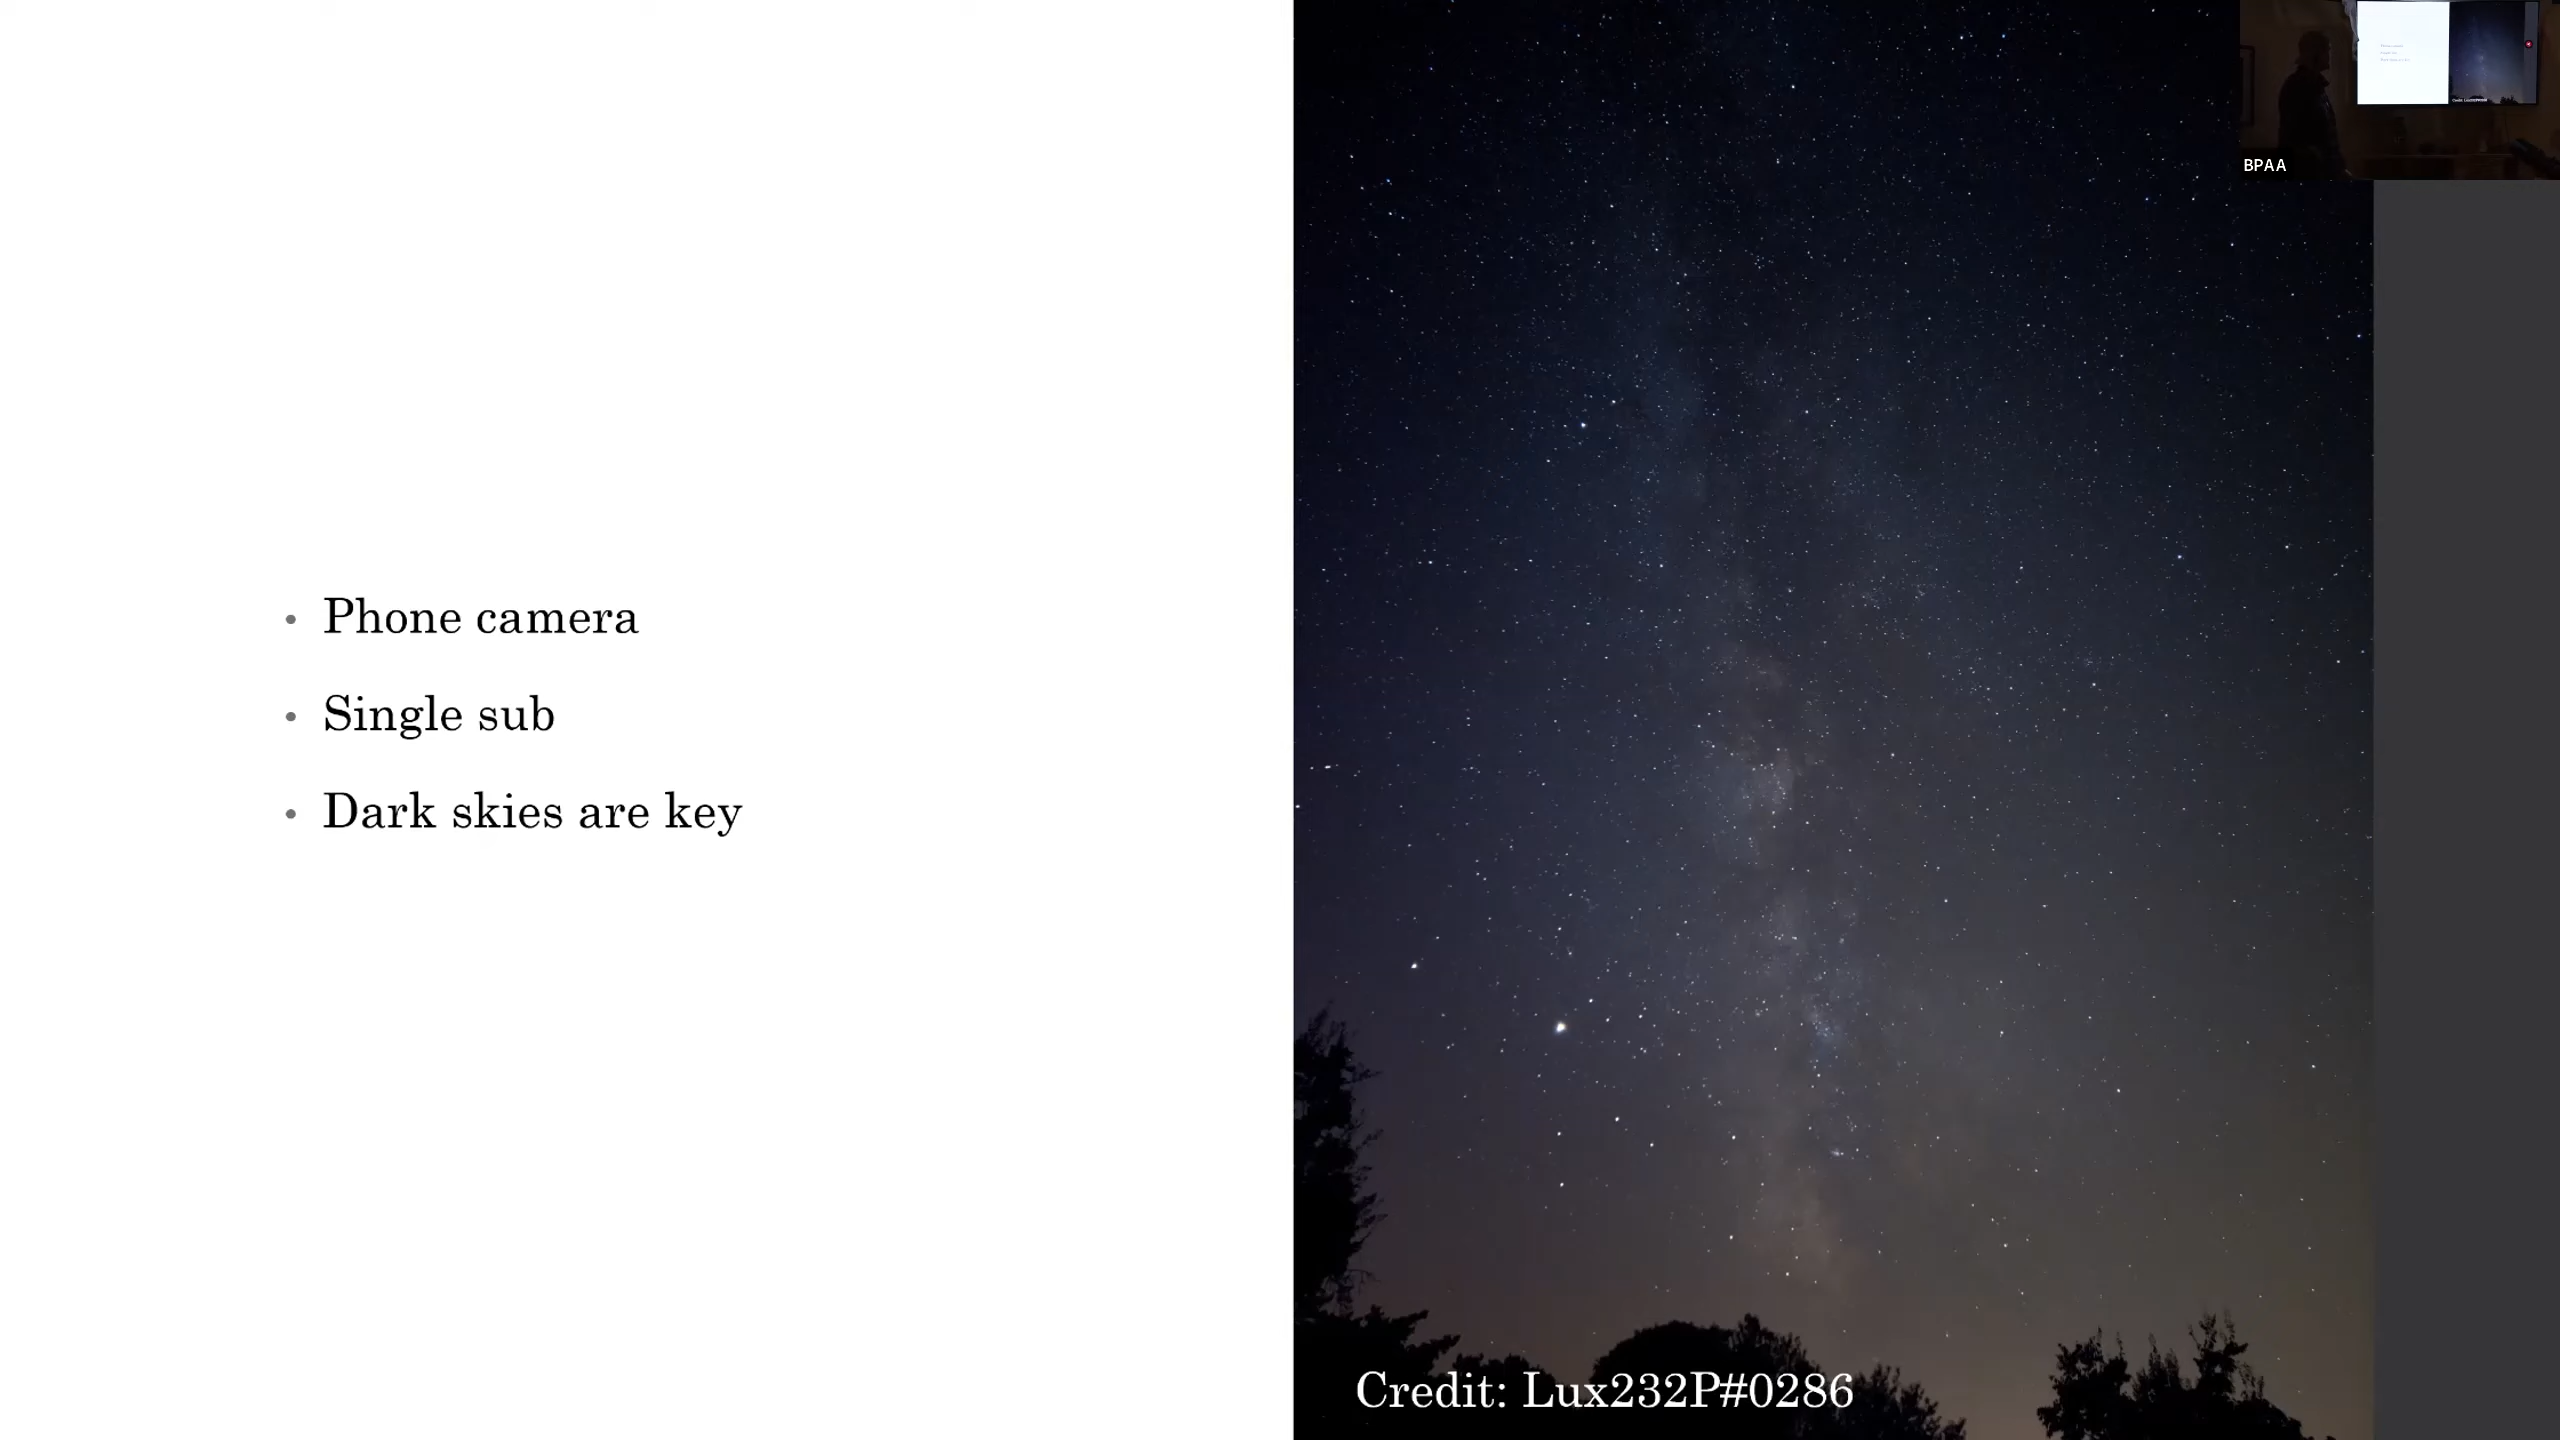 BPAA
Phone camera
Single sub
Dark skies are key
Credit: Lux232P#0286